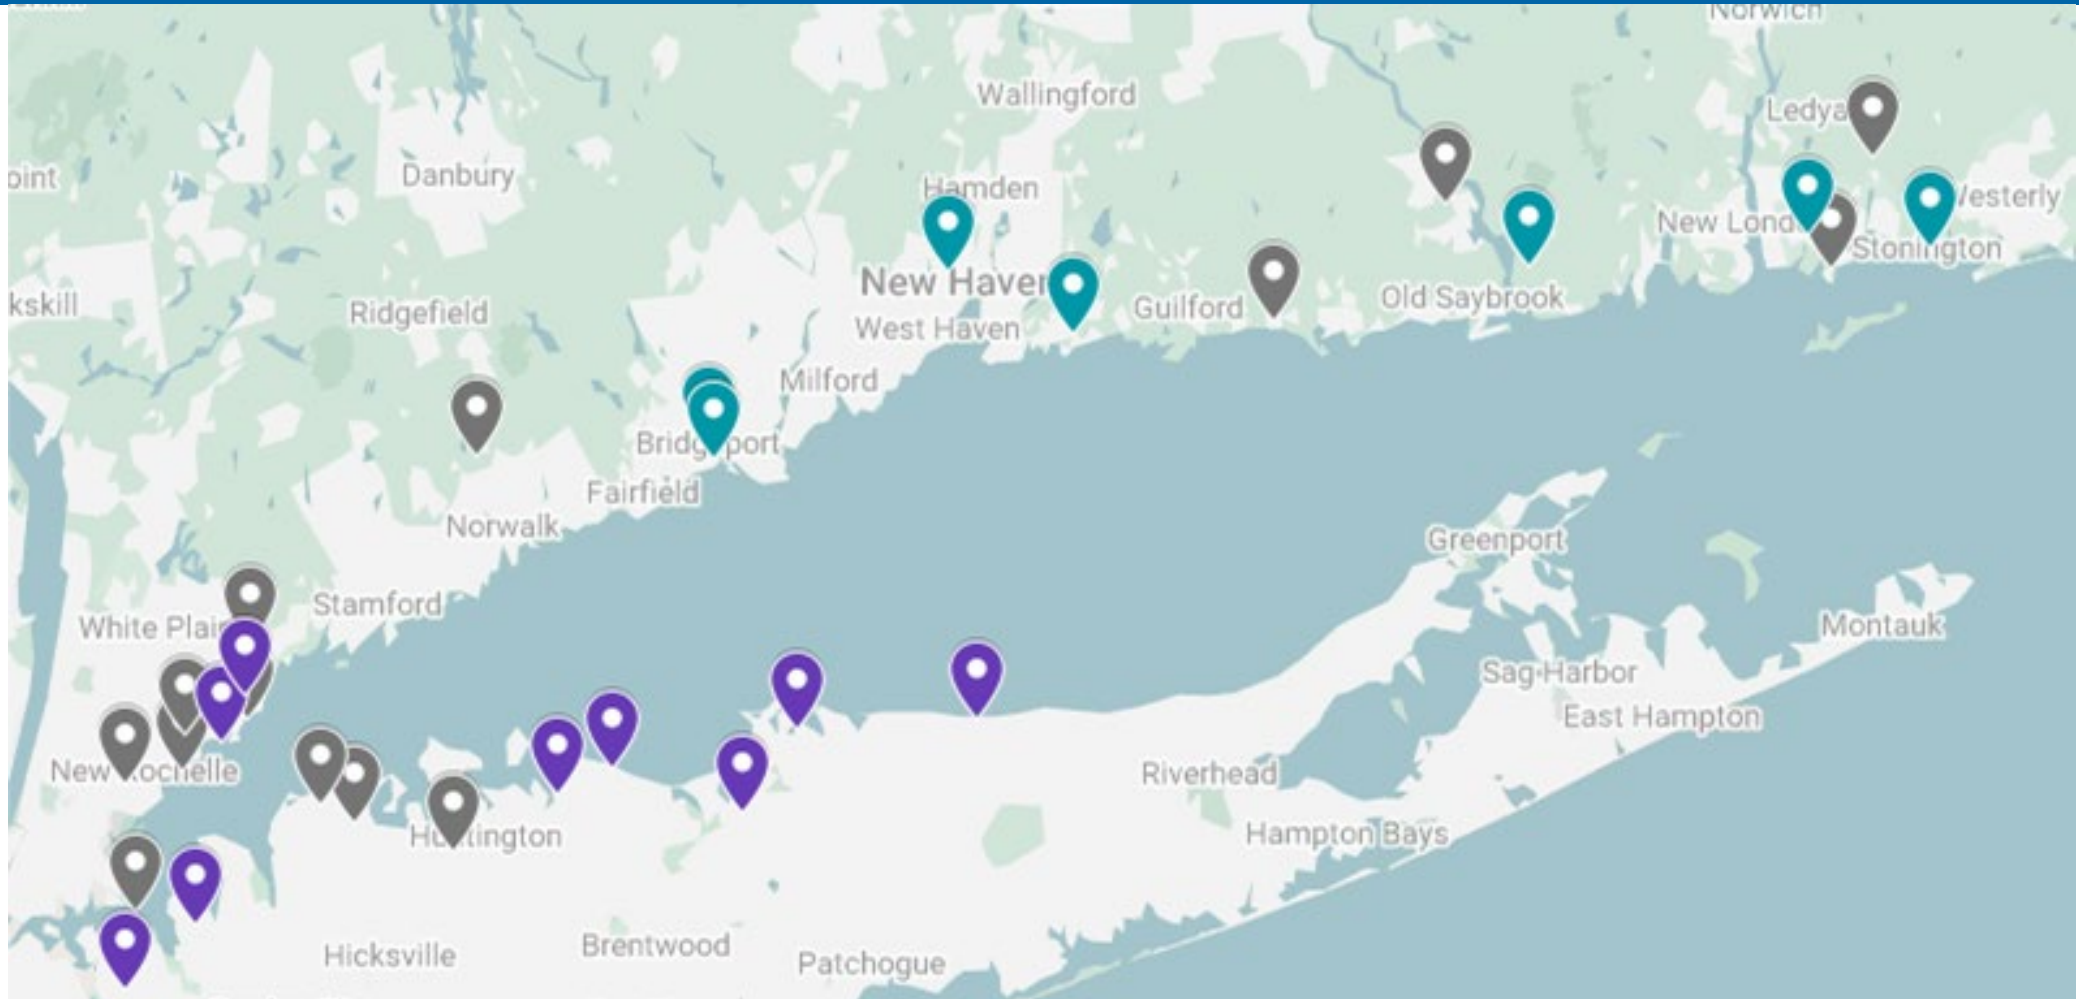 Norwich
Wallingford
Ledya
Danbury
oint
Hamden
Westerly
New Lond
Stonington
New Haven
Guilford
Old Saybrook
kskill
Ridgefield
West Haven
Milford
Bridgeport
Fairfield
Norwalk
Greenport
Stamford
White Plain
Montauk
Sag Harbor
East Hampton
New Rochelle
Riverhead
Huntington
Hampton Bays
Brentwood
Hicksville
Patchogue